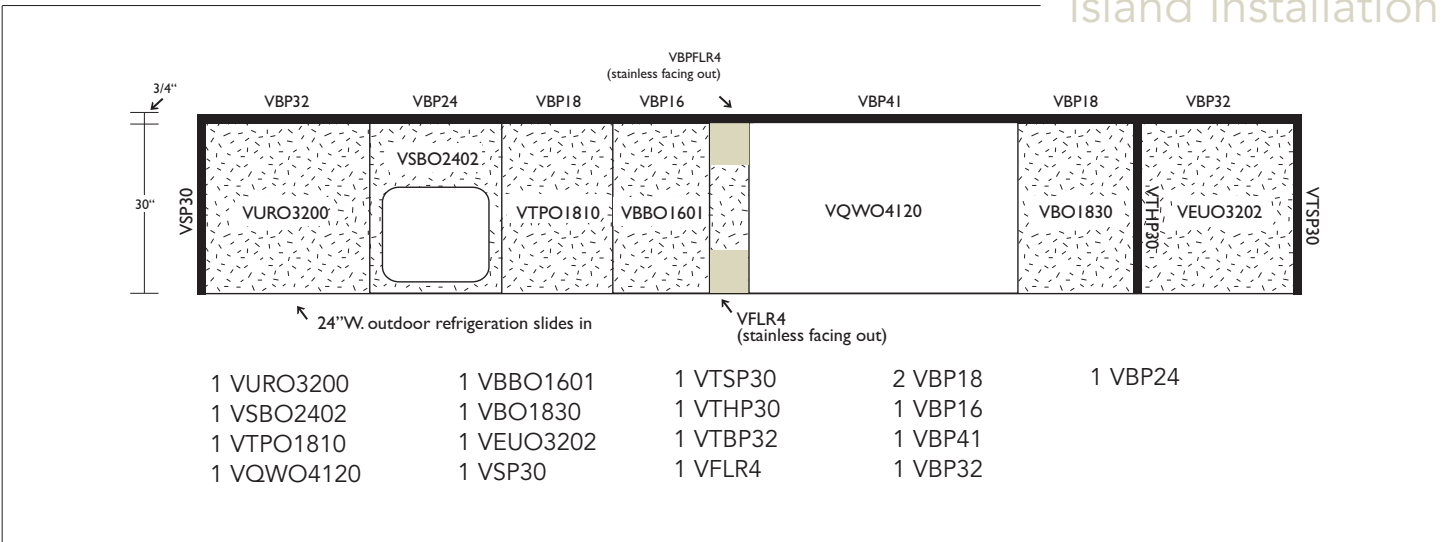 Island Installation
VBPFLR4
(stainless facing out)
3/4“
VBP32
VBP24
VBP18
VBP16
VBP41
VBP18
VBP32
VSBO2402
30“
VSP30
VURO3200
VTPO1810
VBBO1601
VQWO4120
VBO1830
VTHP30
VEUO3202
VTSP30
24”W. outdoor refrigeration slides in
VFLR4
(stainless facing out)
1 VURO3200
1 VSBO2402
1 VTPO1810
1 VQWO4120
1 VBBO1601
1 VBO1830
1 VEUO3202
1 VSP30
1 VTSP30
1 VTHP30
1 VTBP32
1 VFLR4
2 VBP18
1 VBP16
1 VBP41
1 VBP32
1 VBP24